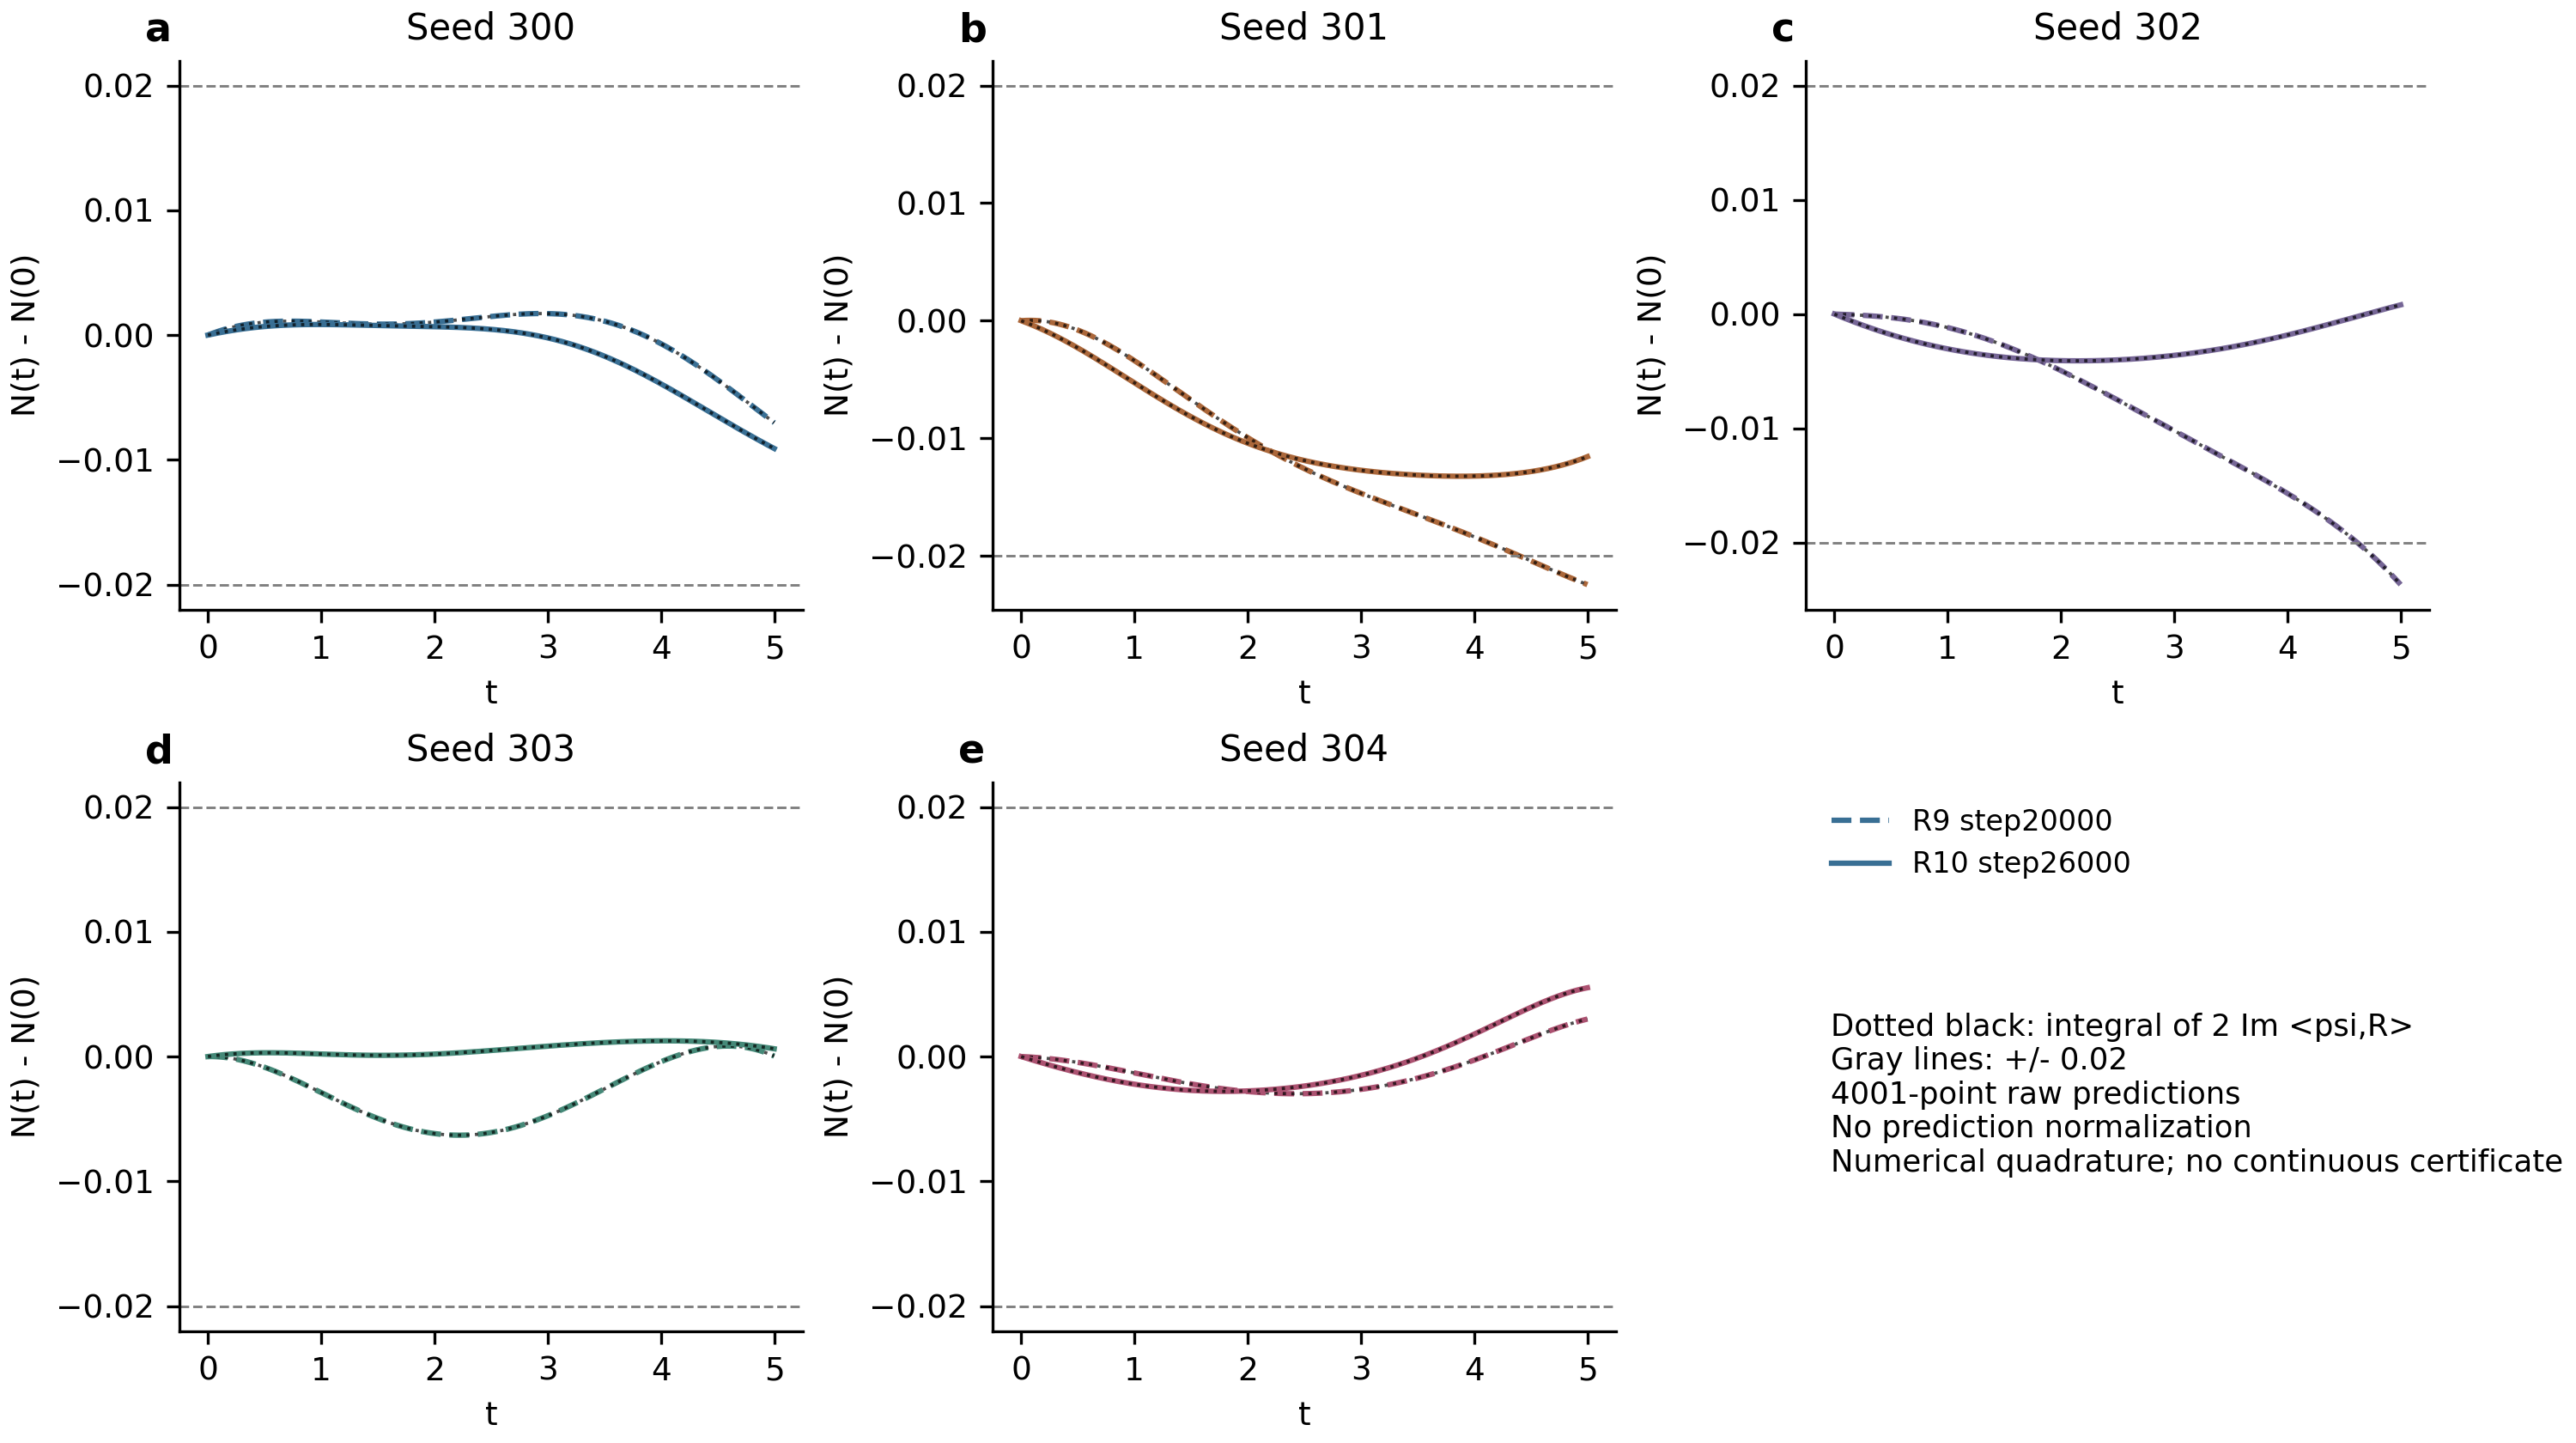 a
Seed 300
N(t) - N(0)
0.02
0.01
0.00
−0.01
−0.02
0 1 2 3 4 5
t
b
Seed 301
N(t) - N(0)
0.02
0.01
0.00
−0.01
−0.02
0 1 2 3 4 5
t
c
Seed 302
N(t) - N(0)
0.02
0.01
0.00
−0.01
−0.02
0 1 2 3 4 5
t
d
Seed 303
N(t) - N(0)
0.02
0.01
0.00
−0.01
−0.02
0 1 2 3 4 5
t
e
Seed 304
N(t) - N(0)
0.02
0.01
0.00
−0.01
−0.02
0 1 2 3 4 5
t
R9 step20000
R10 step26000
Dotted black: integral of 2 Im <psi,R>
Gray lines: +/- 0.02
4001-point raw predictions
No prediction normalization
Numerical quadrature; no continuous certificate